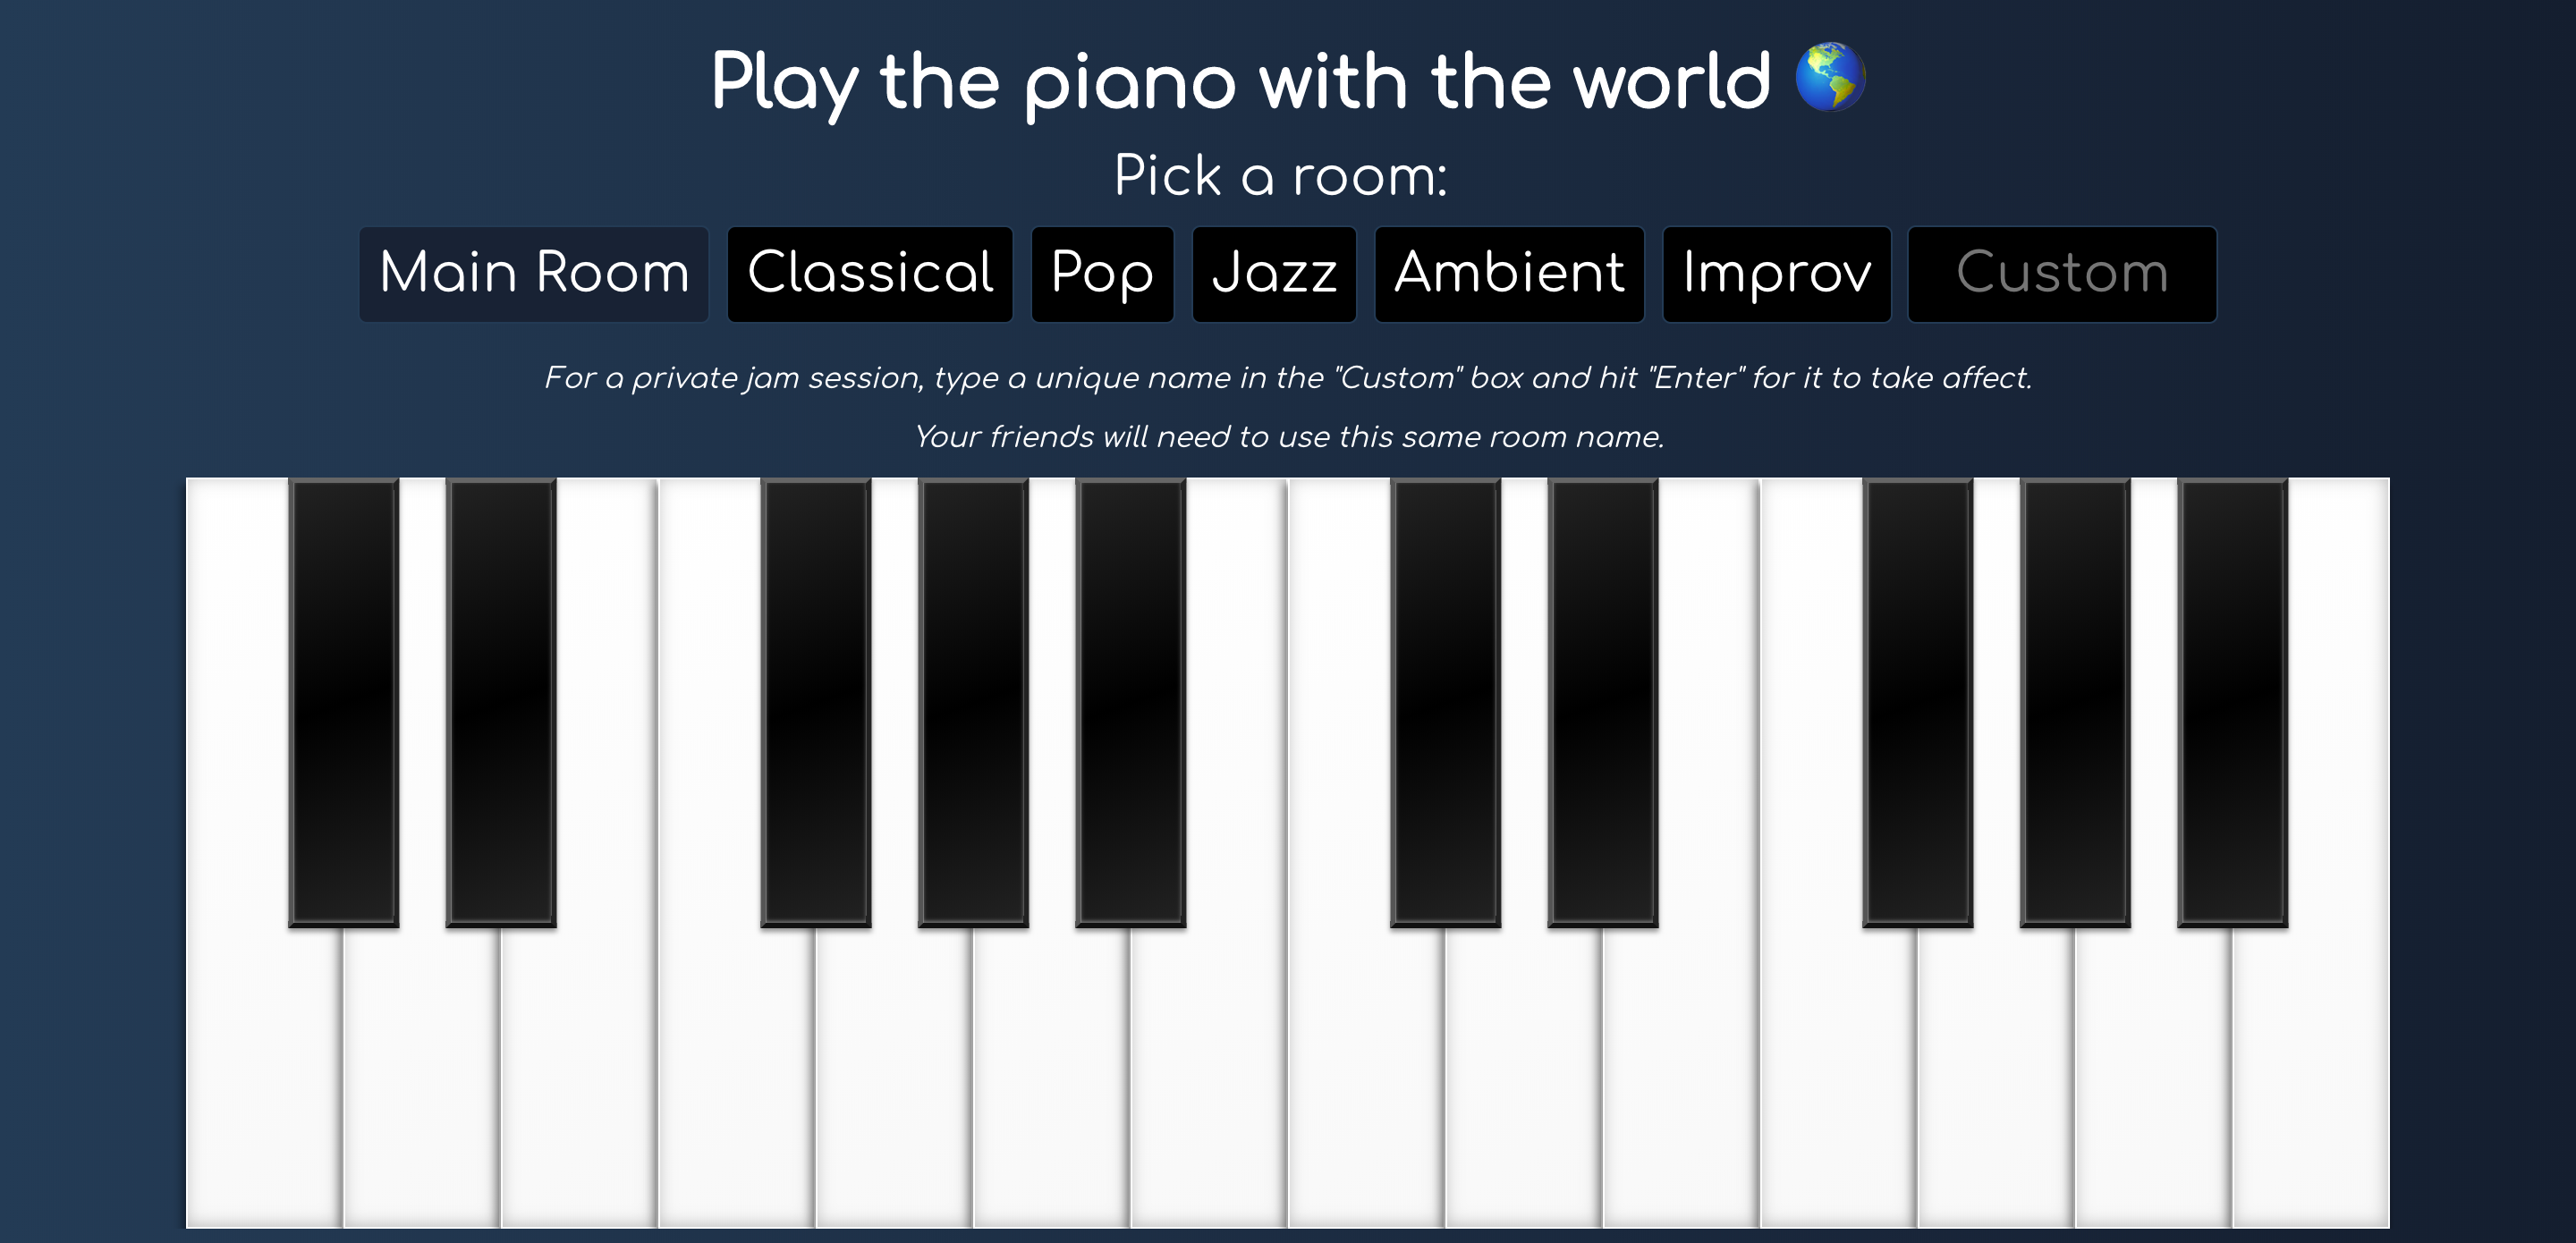 Play the piano with the world 🌎
Pick a room:
Main Room Classical Pop Jazz Ambient Improv Custom
For a private jam session, type a unique name in the "Custom" box and hit "Enter" for it to take affect.
Your friends will need to use this same room name.